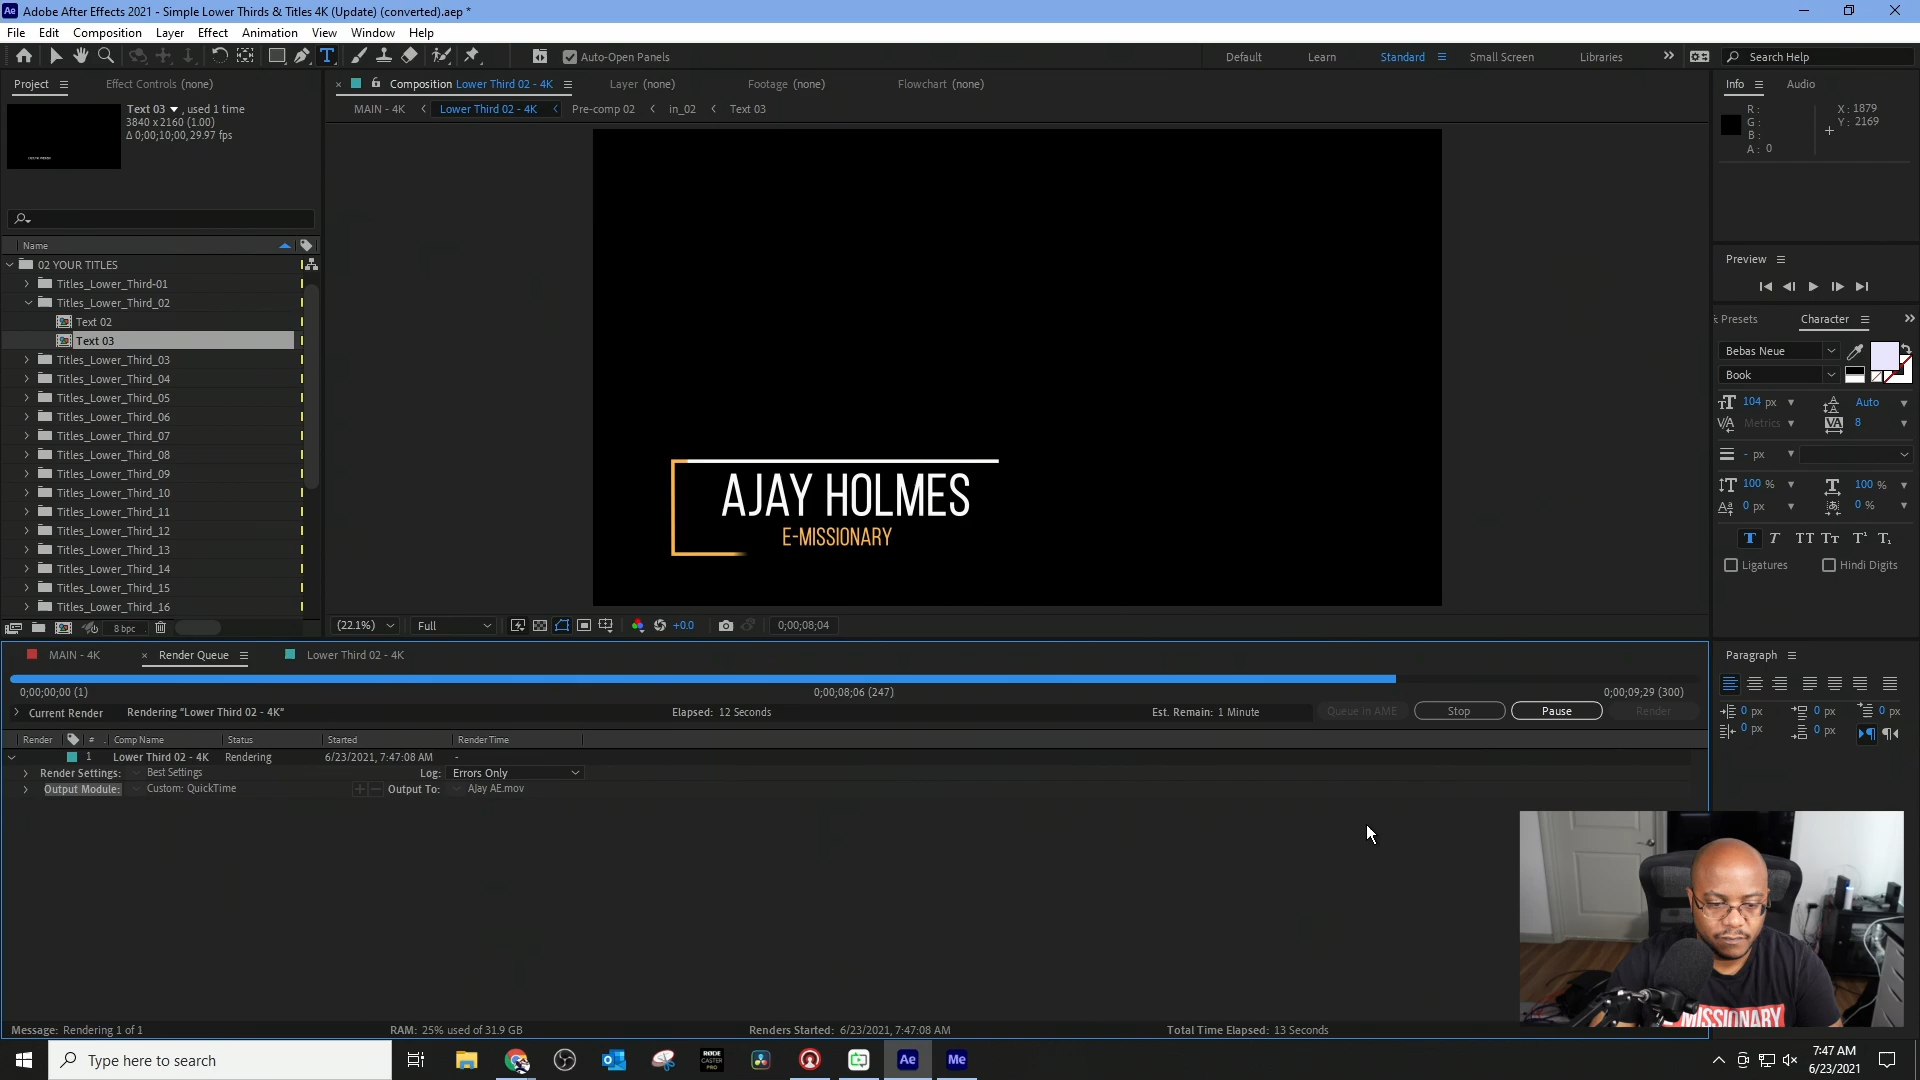 Ae Adobe After Effects 2021 - Simple Lower Thirds & Titles 4K (Update) (converted).aep *
File Edit Composition Layer Effect Animation View Window Help
Auto-Open Panels Default Learn Standard Small Screen Libraries Search Help
Project Effect Controls (none)
Text 03 , used 1 time
3840 x 2160 (1.00)
Δ 0;00;10;00, 29.97 fps
Name
02 YOUR TITLES
Titles_Lower_Third-01
Titles_Lower_Third_02
Text 02
Text 03
Titles_Lower_Third_03
Titles_Lower_Third_04
Titles_Lower_Third_05
Titles_Lower_Third_06
Titles_Lower_Third_07
Titles_Lower_Third_08
Titles_Lower_Third_09
Titles_Lower_Third_10
Titles_Lower_Third_11
Titles_Lower_Third_12
Titles_Lower_Third_13
Titles_Lower_Third_14
Titles_Lower_Third_15
Titles_Lower_Third_16
8 bpc
Composition Lower Third 02 - 4K Layer (none) Footage (none) Flowchart (none)
MAIN - 4K Lower Third 02 - 4K Pre-comp 02 in_02 Text 03
AJAY HOLMES
E-MISSIONARY
(22.1%) Full +0.0 0;00;08;04
Info Audio
R : X : 1879
G : Y : 2169
B :
A : 0
Preview
Presets Character
Bebas Neue
Book
104 px Auto
Metrics 8
- px
100 % 100 %
0 px 0 %
T T TT Tт T¹ T₁
Ligatures Hindi Digits
MAIN - 4K Render Queue Lower Third 02 - 4K
0;00;00;00 (1) 0;00;08;06 (247) 0;00;09;29 (300)
Current Render Rendering "Lower Third 02 - 4K" Elapsed: 12 Seconds Est. Remain: 1 Minute Queue in AME Stop Pause Render
Render # Comp Name Status Started Render Time
1 Lower Third 02 - 4K Rendering 6/23/2021, 7:47:08 AM -
Render Settings: Best Settings Log: Errors Only
Output Module: Custom: QuickTime Output To: AJay AE.mov
Paragraph
0 px 0 px 0 px
0 px 0 px
MISSIONARY
Message: Rendering 1 of 1 RAM: 25% used of 31.9 GB Renders Started: 6/23/2021, 7:47:08 AM Total Time Elapsed: 13 Seconds
Type here to search RØDE CASTER PRO Ae Me 7:47 AM
6/23/2021